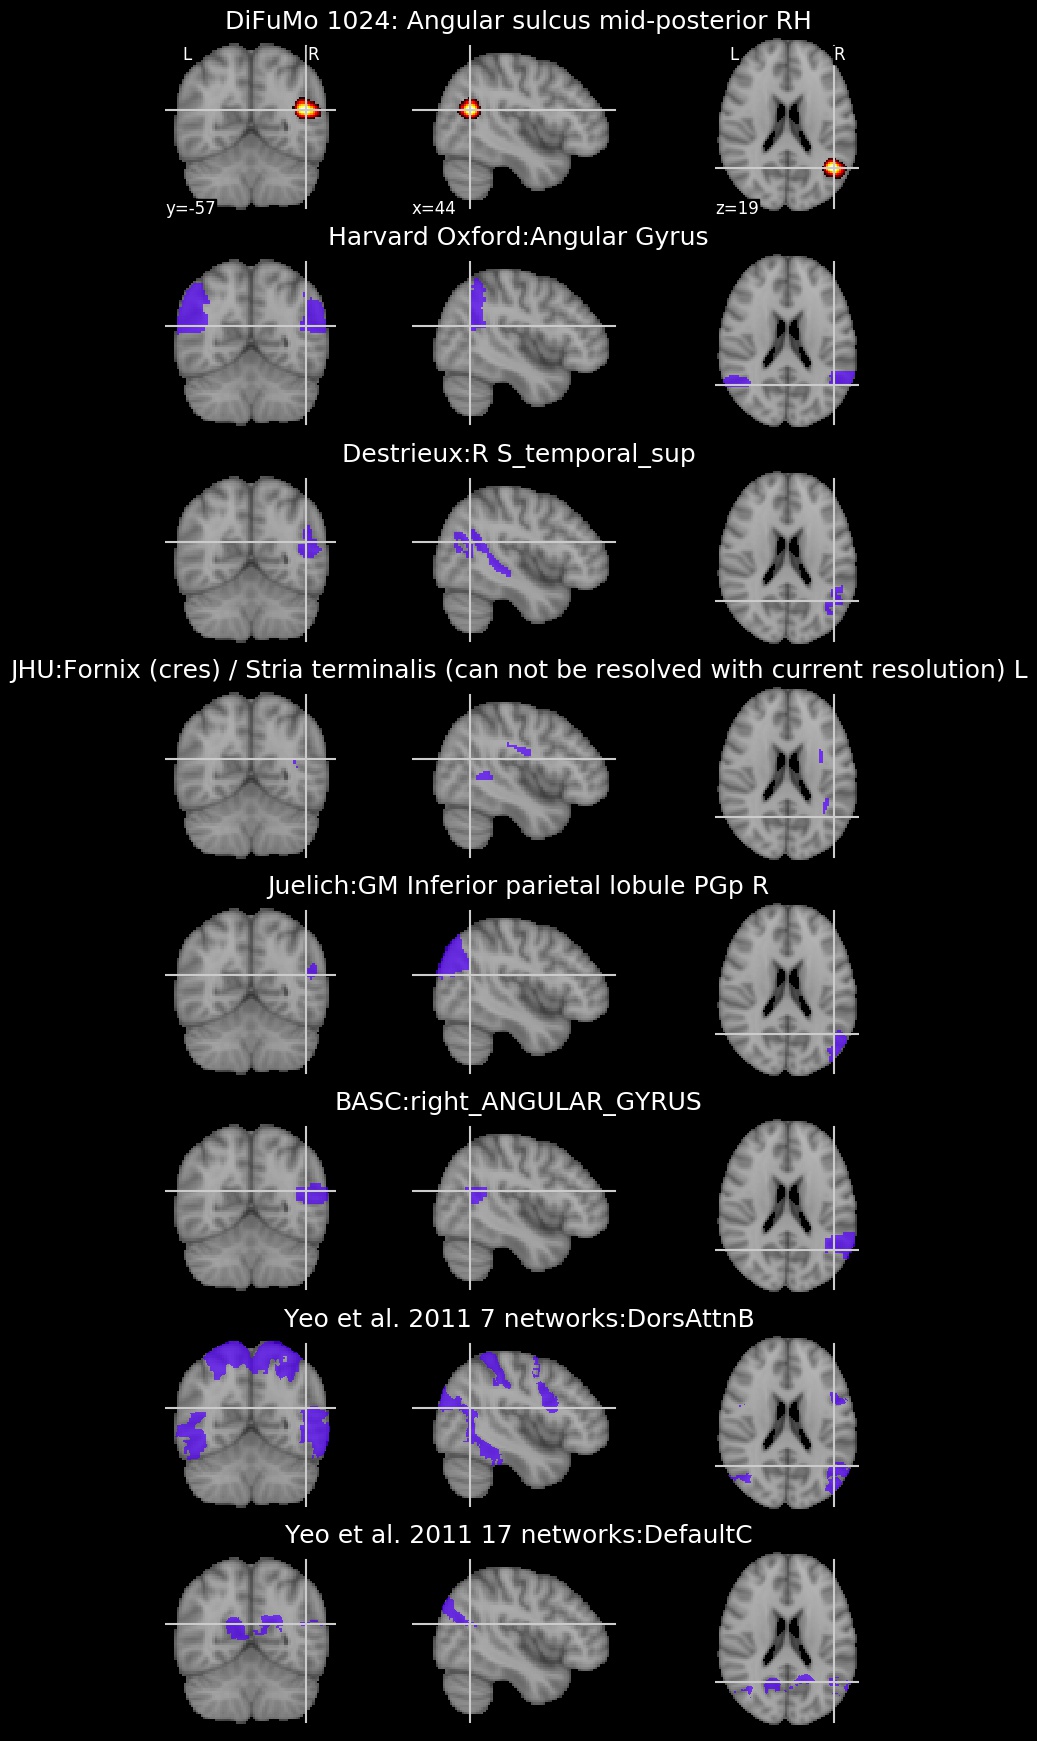 DiFuMo 1024: Angular sulcus mid-posterior RH
L R L R
y=-57 x=44 z=19
Harvard Oxford:Angular Gyrus
Destrieux:R S_temporal_sup
JHU:Fornix (cres) / Stria terminalis (can not be resolved with current resolution) L
Juelich:GM Inferior parietal lobule PGp R
BASC:right_ANGULAR_GYRUS
Yeo et al. 2011 7 networks:DorsAttnB
Yeo et al. 2011 17 networks:DefaultC